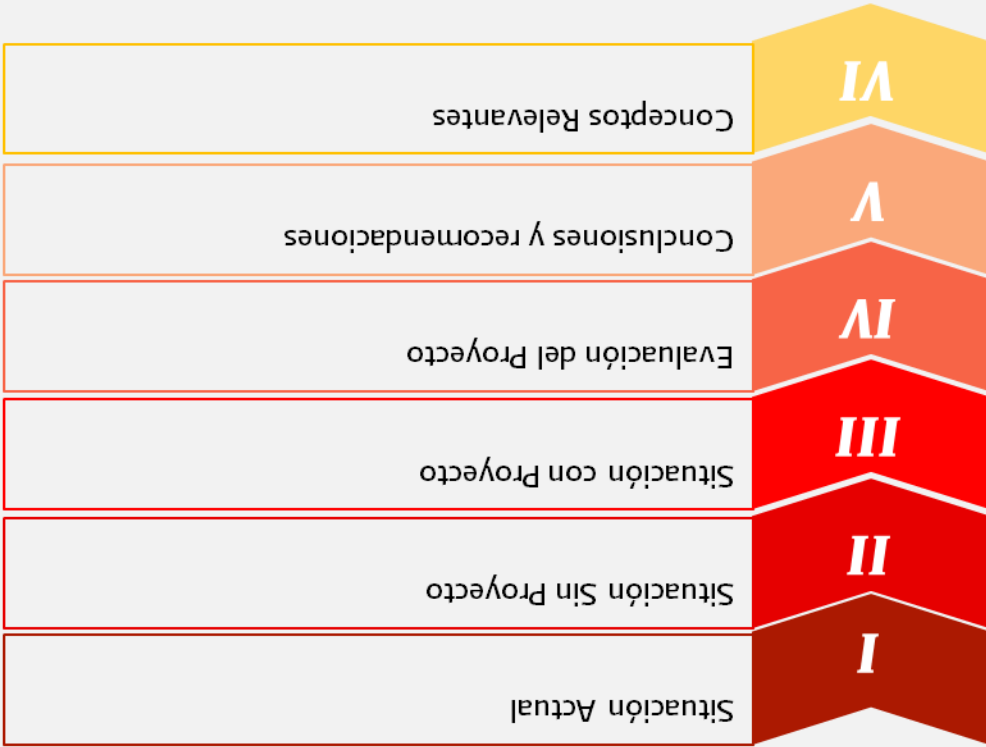 I
Situación Actual
II
Situación Sin Proyecto
III
Situación con Proyecto
IV
Evaluación del Proyecto
V
Conclusiones y recomendaciones
VI
Conceptos Relevantes